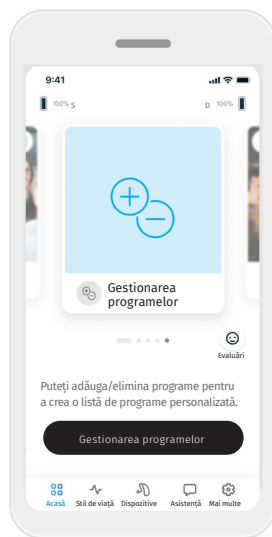 9:41
100% S
D 100%
Gestionarea
programelor
Evaluări
Puteți adăuga/elimina programe pentru
a crea o listă de programe personalizată.
Gestionarea programelor
Acasă Stil de viață Dispozitive Asistență Mai multe